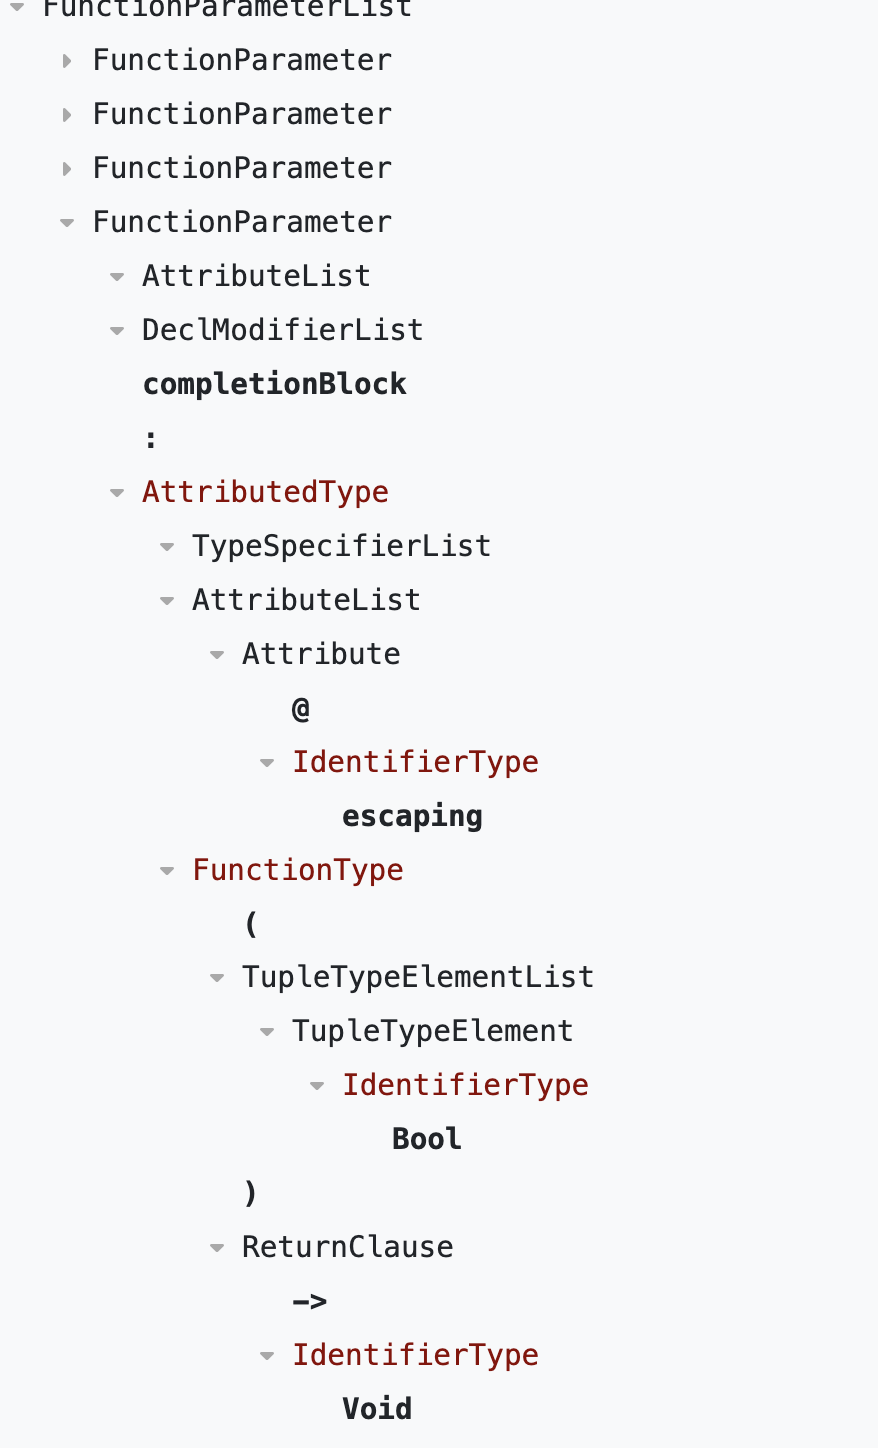 FunctionParameterList
FunctionParameter
FunctionParameter
FunctionParameter
FunctionParameter
AttributeList
DeclModifierList
completionBlock
:
AttributedType
TypeSpecifierList
AttributeList
Attribute
@
IdentifierType
escaping
FunctionType
(
TupleTypeElementList
TupleTypeElement
IdentifierType
Bool
)
ReturnClause
->
IdentifierType
Void